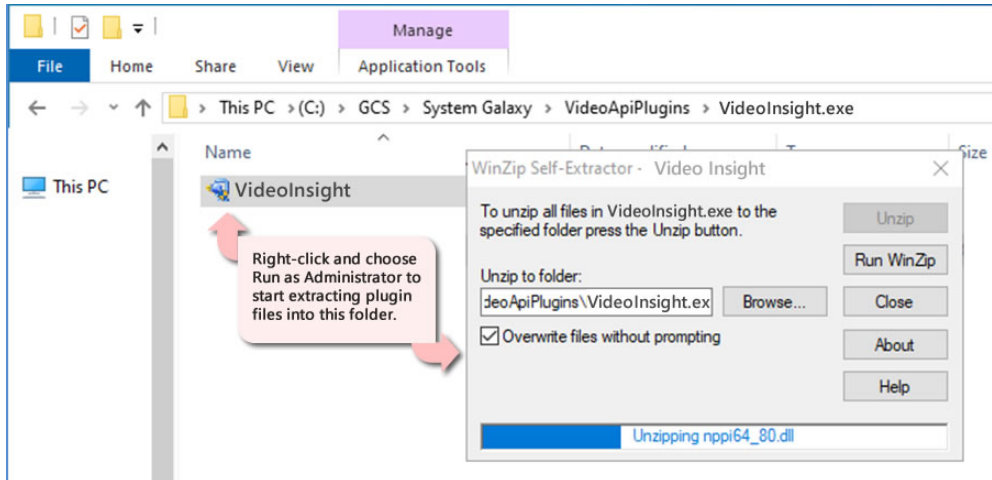 Manage
File Home Share View Application Tools
This PC > (C:) > GCS > System Galaxy > VideoApiPlugins > VideoInsight.exe
Name Size
This PC
VideoInsight
WinZip Self-Extractor - Video Insight
To unzip all files in VideoInsight.exe to the
specified folder press the Unzip button.
Unzip
Run WinZip
Unzip to folder:
deoApiPlugins\VideoInsight.ex Browse... Close
Overwrite files without prompting
About
Help
Unzipping nppi64_80.dll
Right-click and choose
Run as Administrator to
start extracting plugin
files into this folder.